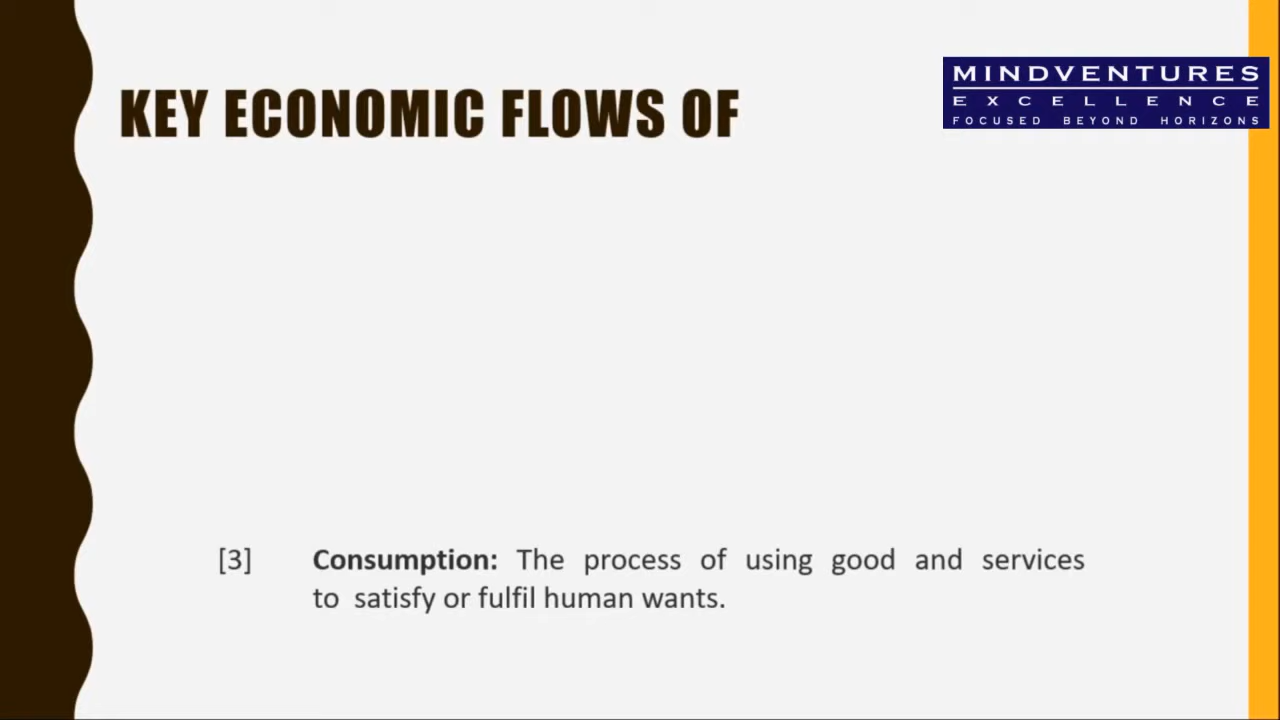 MINDVENTURES
EXCELLENCE
FOCUSED BEYOND HORIZONS
KEY ECONOMIC FLOWS OF
[3] Consumption: The process of using good and services
to satisfy or fulfil human wants.